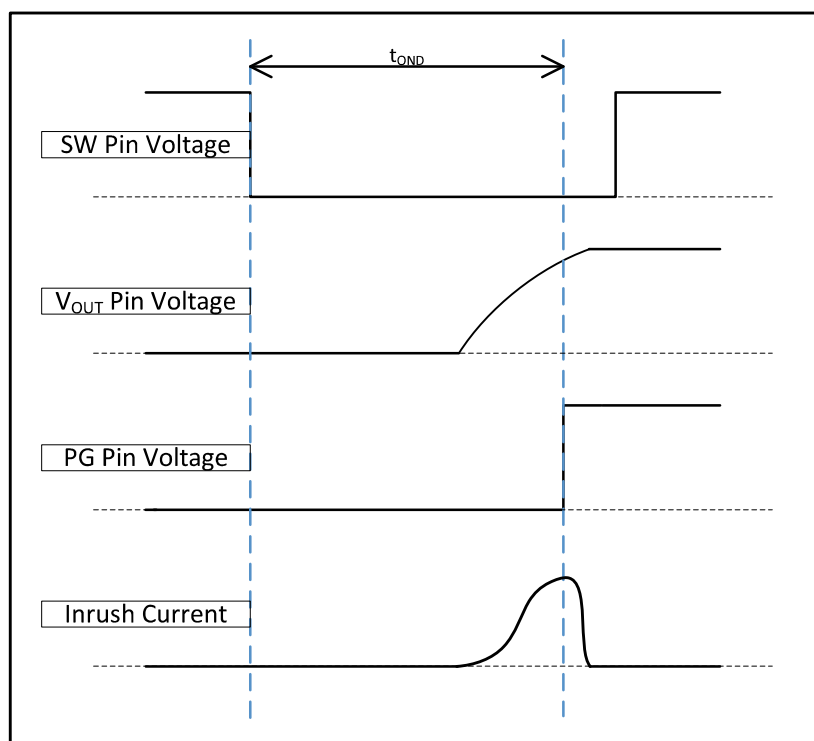 tOND
SW Pin Voltage
VOUT Pin Voltage
PG Pin Voltage
Inrush Current